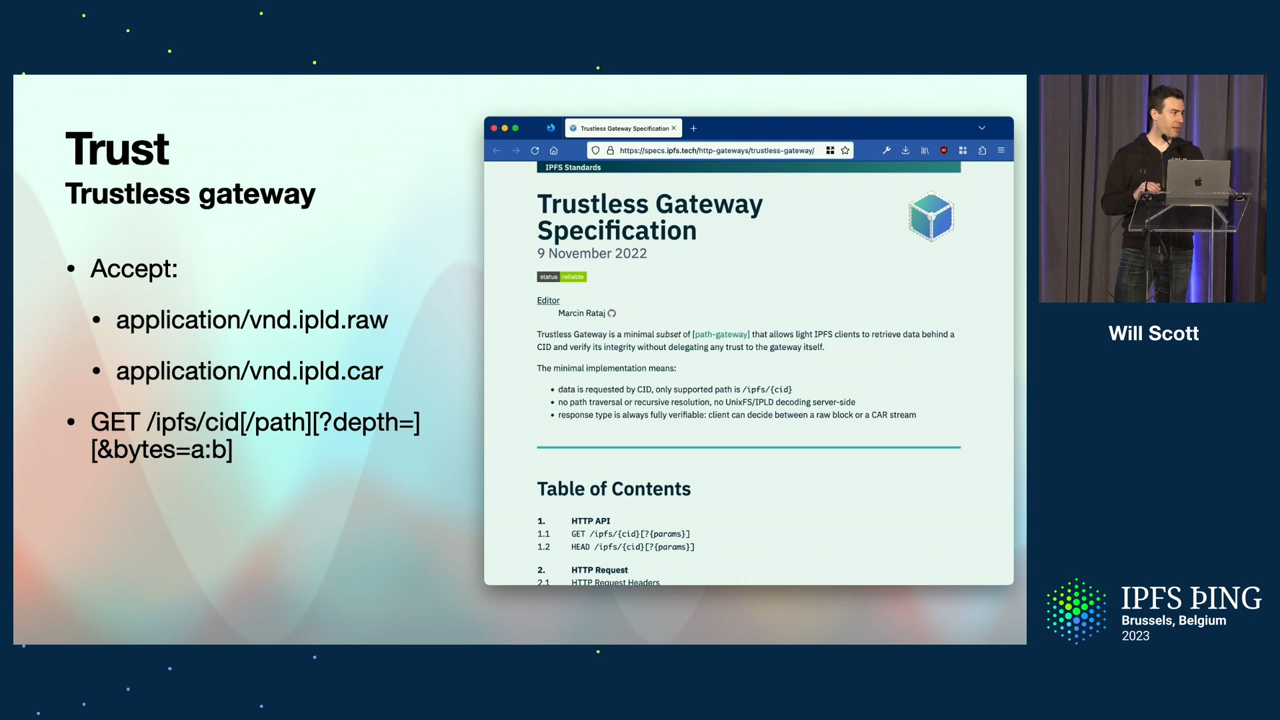 Trust
Trustless gateway
• Accept:
• application/vnd.ipld.raw
• application/vnd.ipld.car
• GET /ipfs/cid[/path][?depth=]
[&bytes=a:b]
Trustless Gateway Specification
https://specs.ipfs.tech/http-gateways/trustless-gateway/
IPFS Standards
Trustless Gateway
Specification
9 November 2022
status reliable
Editor
Marcin Rataj
Trustless Gateway is a minimal subset of [path-gateway] that allows light IPFS clients to retrieve data behind a
CID and verify its integrity without delegating any trust to the gateway itself.
The minimal implementation means:
• data is requested by CID, only supported path is /ipfs/{cid}
• no path traversal or recursive resolution, no UnixFS/IPLD decoding server-side
• response type is always fully verifiable: client can decide between a raw block or a CAR stream
Table of Contents
1. HTTP API
1.1 GET /ipfs/{cid}[?{params}]
1.2 HEAD /ipfs/{cid}[?{params}]
2. HTTP Request
2.1 HTTP Request Headers
Will Scott
IPFS ÞING
Brussels, Belgium
2023